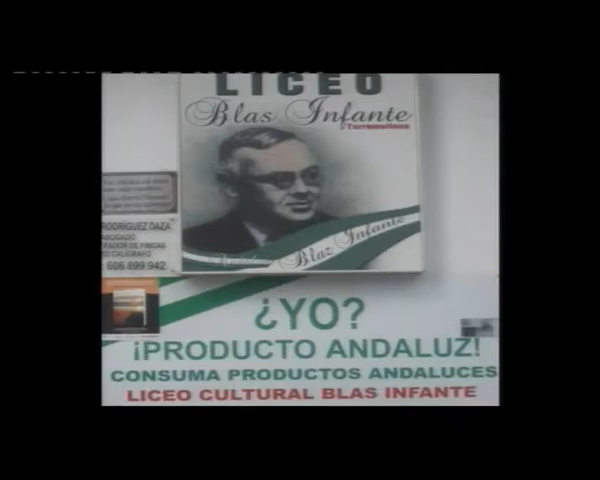 LICEO
Blas Infante
Torremolinos
RODRIGUEZ DAZA
ABOGADO
606.899.942
Blas Infante
¿YO?
¡PRODUCTO ANDALUZ!
CONSUMA PRODUCTOS ANDALUCES
LICEO CULTURAL BLAS INFANTE